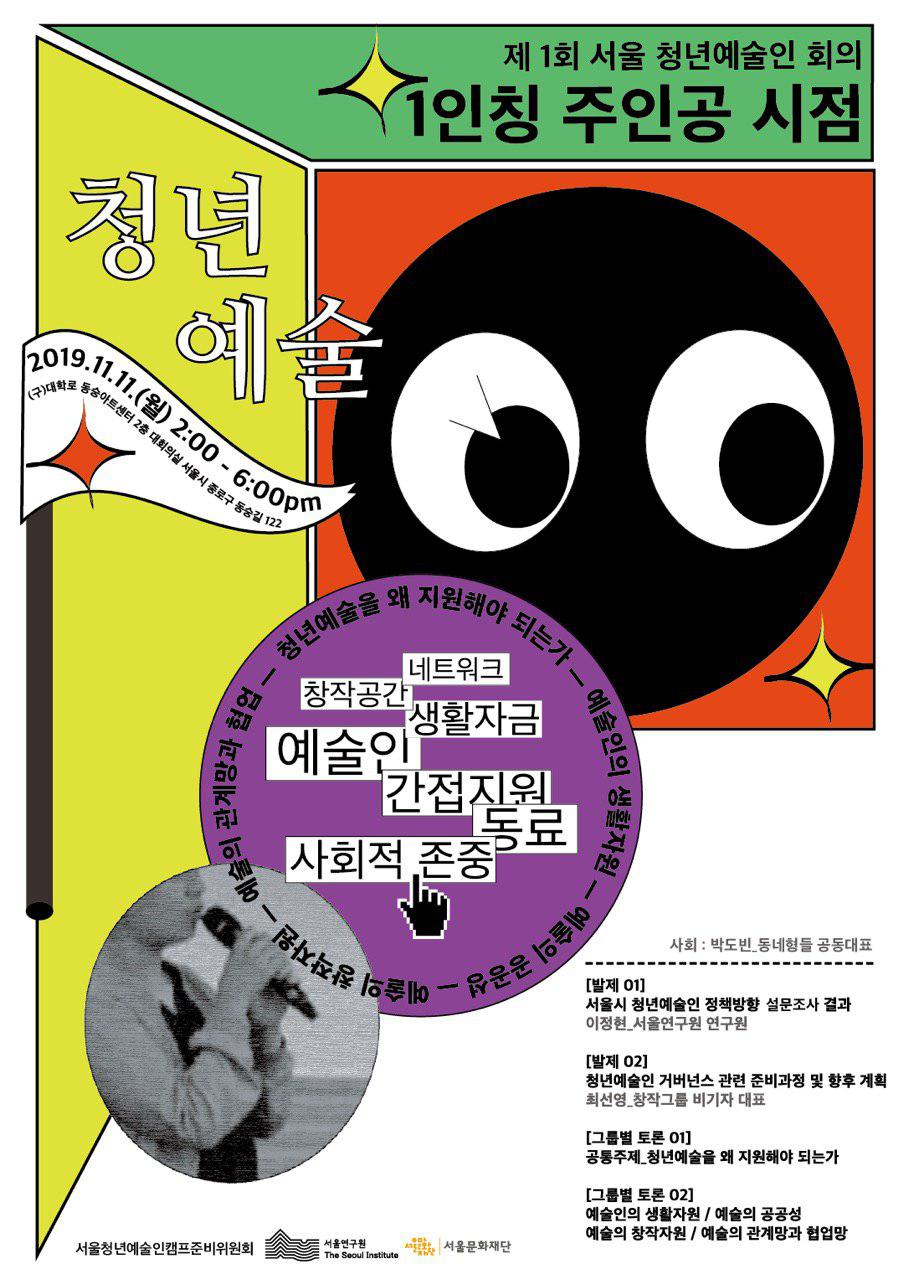 제 1회 서울 청년예술인 회의
1인칭 주인공 시점
청년
예술
2019.11.11.(월) 2:00 - 6:00pm
(구)대학로 동숭아트센터 2층 대회의실 서울시 종로구 동숭길 122
청년예술을 왜 지원해야 되는가 — 예술인의 생활자원 — 예술의 공공성 — 예술의 창작자원 — 예술의 관계망과 협업 —
네트워크
창작공간
생활자금
예술인
간접지원
동료
사회적 존중
사회 : 박도빈_동네형들 공동대표
[발제 01]
서울시 청년예술인 정책방향 설문조사 결과
이정현_서울연구원 연구원
[발제 02]
청년예술인 거버넌스 관련 준비과정 및 향후 계획
최선영_창작그룹 비기자 대표
[그룹별 토론 01]
공통주제_청년예술을 왜 지원해야 되는가
[그룹별 토론 02]
예술인의 생활자원 / 예술의 공공성
예술의 창작자원 / 예술의 관계망과 협업망
서울청년예술인캠프준비위원회
서울연구원
The Seoul Institute
서울문화재단